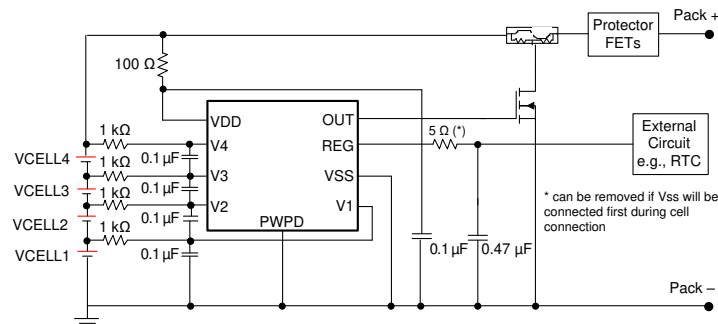 Pack +
Protector
FETs
100 Ω
VDD
OUT
1 kΩ
V4
REG
5 Ω (*)
External
Circuit
e.g., RTC
VCELL4
1 kΩ
0.1 µF
V3
VSS
VCELL3
1 kΩ
0.1 µF
V2
V1
* can be removed if Vss will be
connected first during cell
connection
VCELL2
1 kΩ
0.1 µF
PWPD
VCELL1
0.1 µF
0.1 µF
0.47 µF
Pack –